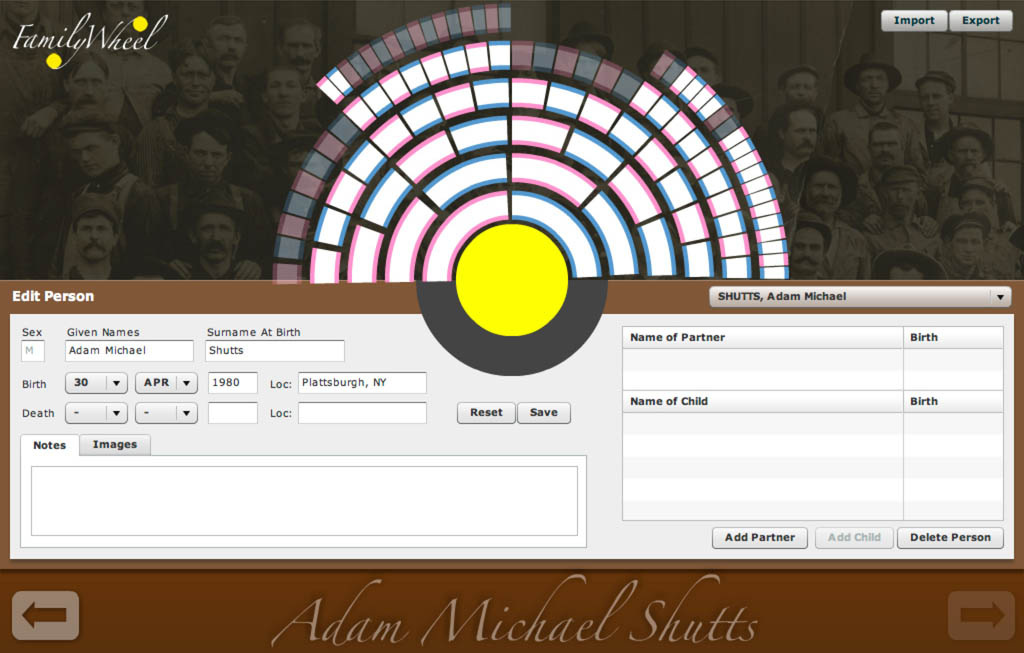 FamilyWheel
Import Export
Edit Person
SHUTTS, Adam Michael
Sex Given Names Surname At Birth
M Adam Michael Shutts
Birth 30 APR 1980 Loc: Plattsburgh, NY
Death - - Loc:
Reset Save
Notes Images
Name of Partner Birth
Name of Child Birth
Add Partner Add Child Delete Person
Adam Michael Shutts